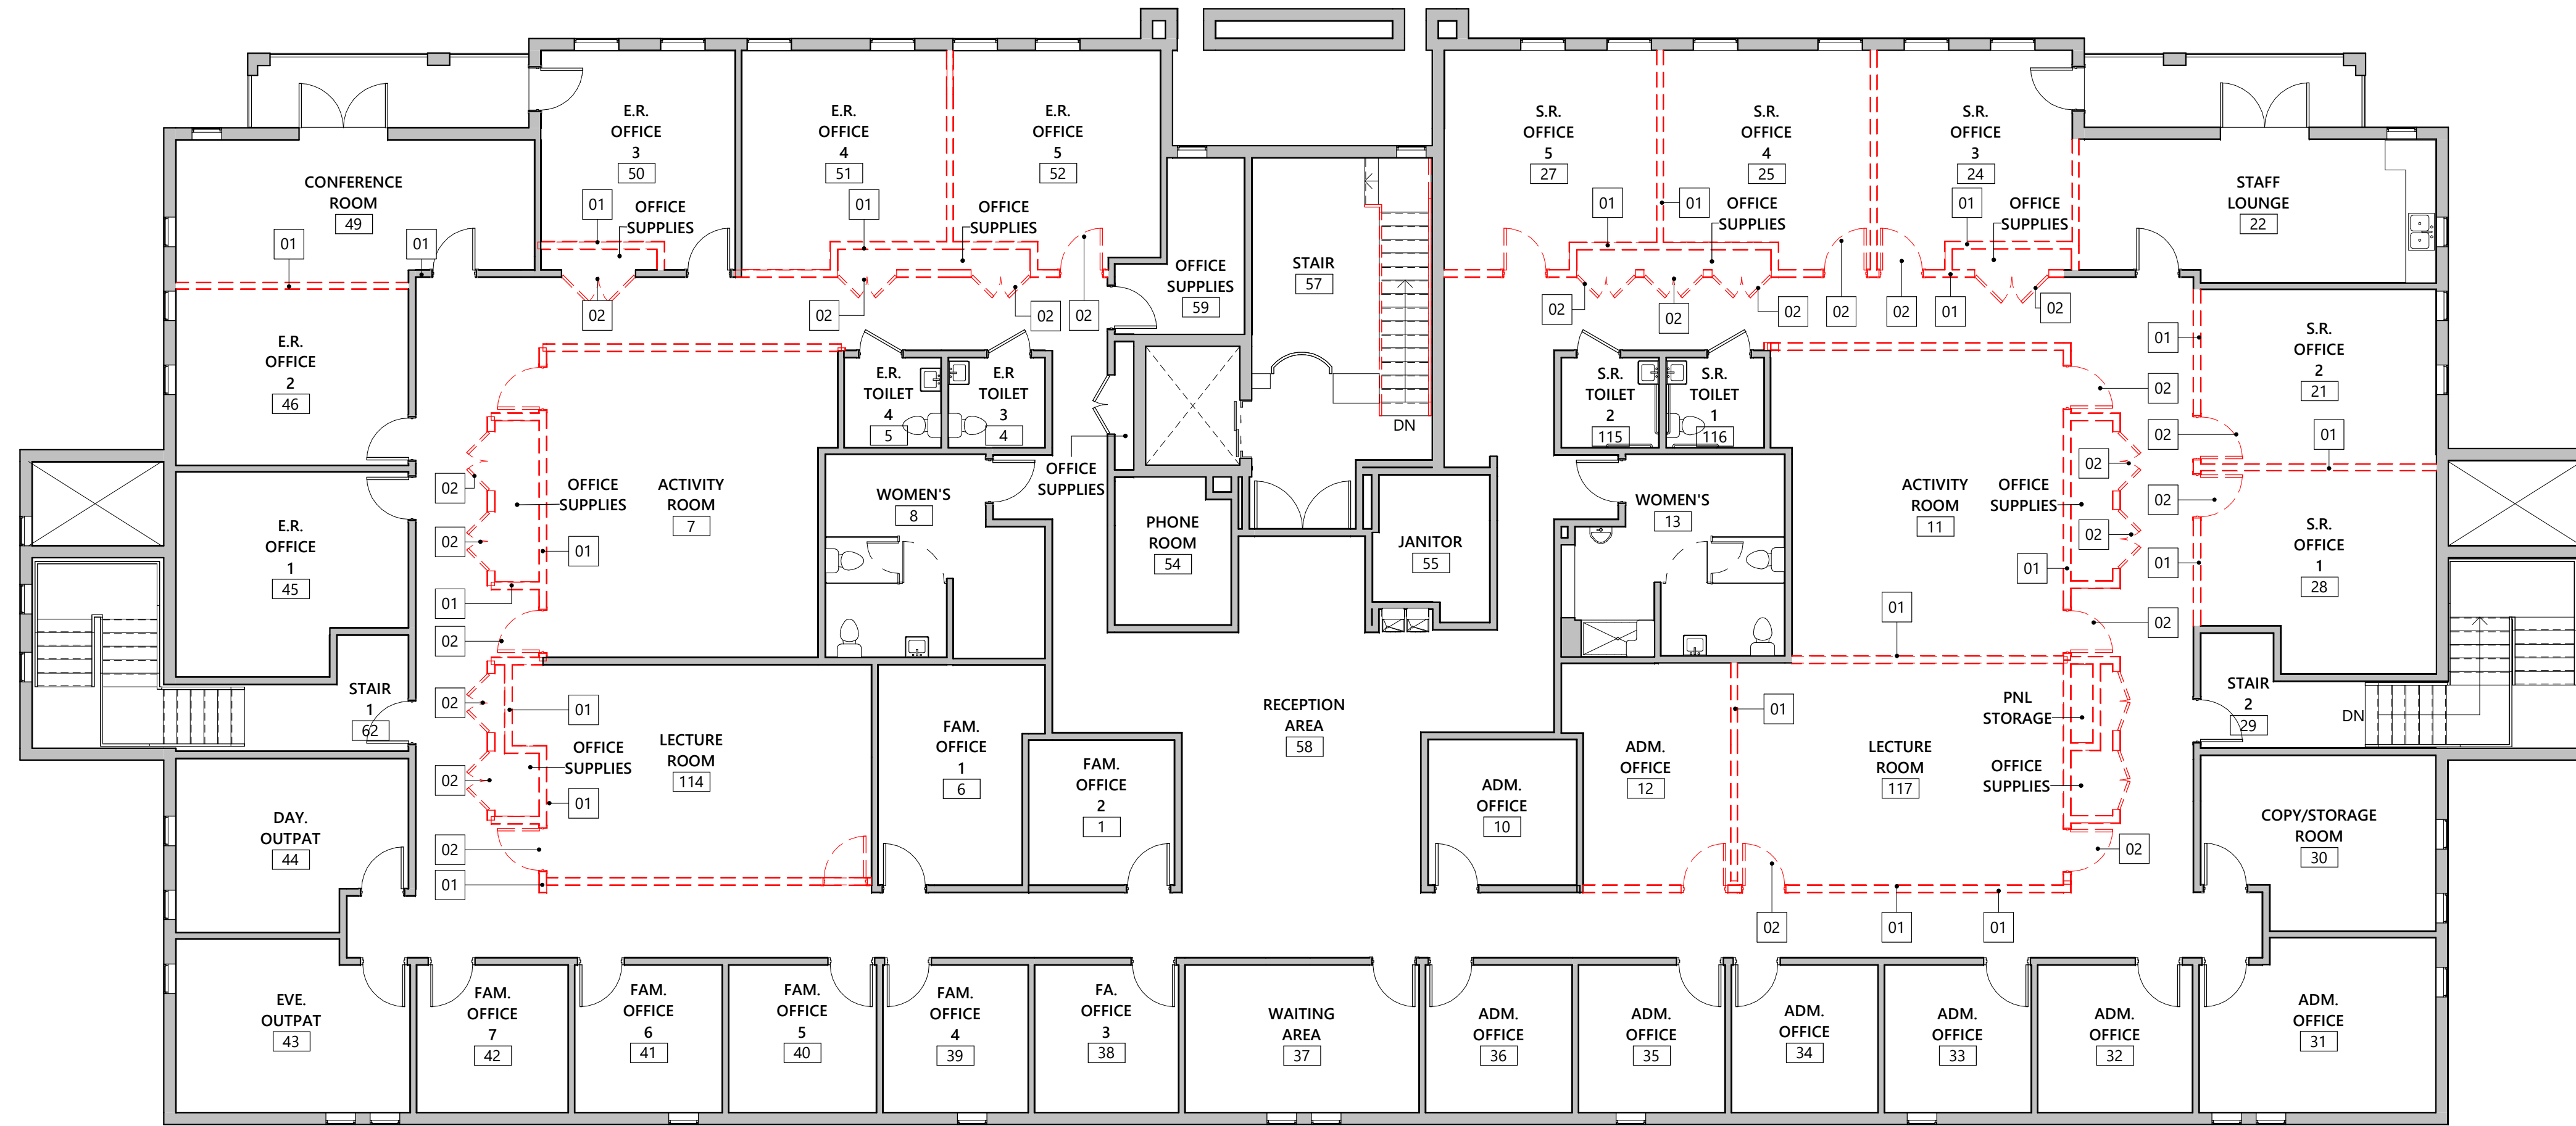 E.R.
OFFICE
3
50
E.R.
OFFICE
4
51
E.R.
OFFICE
5
52
S.R.
OFFICE
5
27
S.R.
OFFICE
4
25
S.R.
OFFICE
3
24
CONFERENCE
ROOM
49
STAFF
LOUNGE
22
01
OFFICE
SUPPLIES
01
OFFICE
SUPPLIES
01
01
OFFICE
SUPPLIES
01
OFFICE
SUPPLIES
01
01
OFFICE
SUPPLIES
59
STAIR
57
02
02
02
02
02
02
02
02
02
01
02
E.R.
OFFICE
2
46
E.R.
TOILET
4
5
E.R
TOILET
3
4
S.R.
TOILET
2
115
S.R.
TOILET
1
116
01
S.R.
OFFICE
2
21
02
DN
02
01
02
OFFICE
SUPPLIES
ACTIVITY
ROOM
7
WOMEN'S
8
OFFICE
SUPPLIES
WOMEN'S
13
ACTIVITY
ROOM
11
OFFICE
SUPPLIES
02
02
02
01
E.R.
OFFICE
1
45
02
01
PHONE
ROOM
54
JANITOR
55
01
01
S.R.
OFFICE
1
28
01
02
01
02
STAIR
1
62
02
01
OFFICE
SUPPLIES
02
01
LECTURE
ROOM
114
FAM.
OFFICE
1
6
FAM.
OFFICE
2
1
RECEPTION
AREA
58
ADM.
OFFICE
10
ADM.
OFFICE
12
01
LECTURE
ROOM
117
PNL
STORAGE
OFFICE
SUPPLIES
STAIR
2
29
DN
DAY.
OUTPAT
44
02
01
02
COPY/STORAGE
ROOM
30
02
01
01
EVE.
OUTPAT
43
FAM.
OFFICE
7
42
FAM.
OFFICE
6
41
FAM.
OFFICE
5
40
FAM.
OFFICE
4
39
FA.
OFFICE
3
38
WAITING
AREA
37
ADM.
OFFICE
36
ADM.
OFFICE
35
ADM.
OFFICE
34
ADM.
OFFICE
33
ADM.
OFFICE
32
ADM.
OFFICE
31